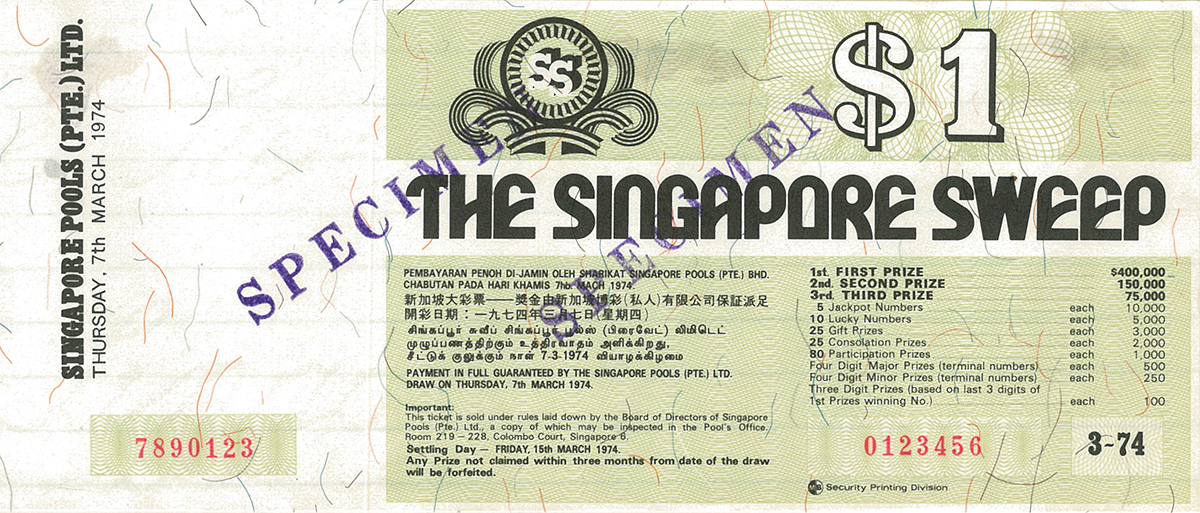 SINGAPORE POOLS (PTE.) LTD.
THURSDAY, 7th MARCH 1974
7890123
SS
$1
SPECIMEN
SPECIMEN
THE SINGAPORE SWEEP
PEMBAYARAN PENOH DI-JAMIN OLEH SHARIKAT SINGAPORE POOLS (PTE.) BHD.
CHABUTAN PADA HARI KHAMIS 7hb. MACH 1974
新加坡大彩票——獎金由新加坡博彩(私人)有限公司保証派足
開彩日期：一九七四年三月七日(星期四)
சிங்கப்பூர் சுவீப் சிங்கப்பூர் பூல்ஸ் (பிரைவேட்) லிமிடெட்
முழுப்பணத்திற்கும் உத்திரவாதம் அளிக்கிறது,
சீட்டுக் குலுக்கும் நாள் 7-3-1974 வியாழக்கிழமை
PAYMENT IN FULL GUARANTEED BY THE SINGAPORE POOLS (PTE.) LTD.
DRAW ON THURSDAY, 7th MARCH 1974.
Important:
This ticket is sold under rules laid down by the Board of Directors of Singapore
Pools (Pte.) Ltd., a copy of which may be inspected in the Pool's Office.
Room 219 – 228, Colombo Court, Singapore 6.
Settling Day – FRIDAY, 15th MARCH 1974.
Any Prize not claimed within three months from date of the draw
will be forfeited.
1st. FIRST PRIZE $400,000
2nd. SECOND PRIZE 150,000
3rd. THIRD PRIZE 75,000
5 Jackpot Numbers each 10,000
10 Lucky Numbers each 5,000
25 Gift Prizes each 3,000
25 Consolation Prizes each 2,000
80 Participation Prizes each 1,000
Four Digit Major Prizes (terminal numbers) each 500
Four Digit Minor Prizes (terminal numbers) each 250
Three Digit Prizes (based on last 3 digits of
1st Prizes winning No.) each 100
0123456
3-74
Security Printing Division